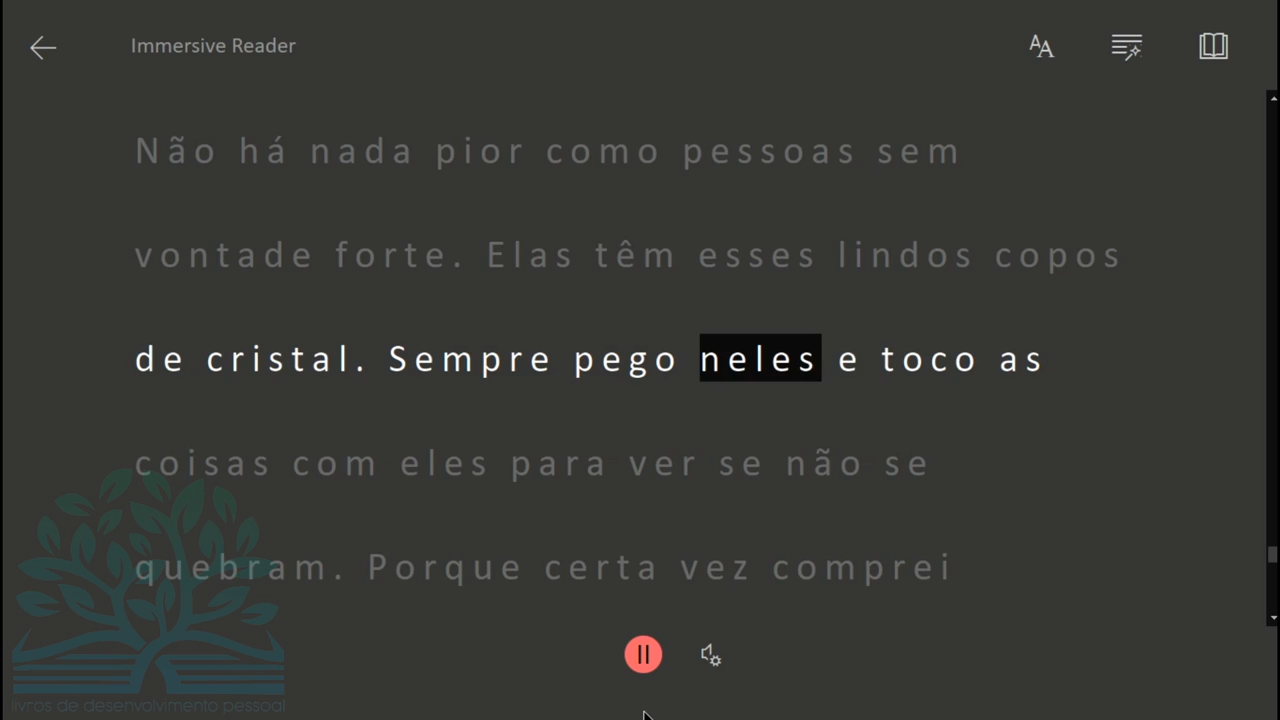 Immersive Reader
Não há nada pior como pessoas sem
vontade forte. Elas têm esses lindos copos
de cristal. Sempre pego neles e toco as
coisas com eles para ver se não se
quebram. Porque certa vez comprei
livros de desenvolvimento pessoal